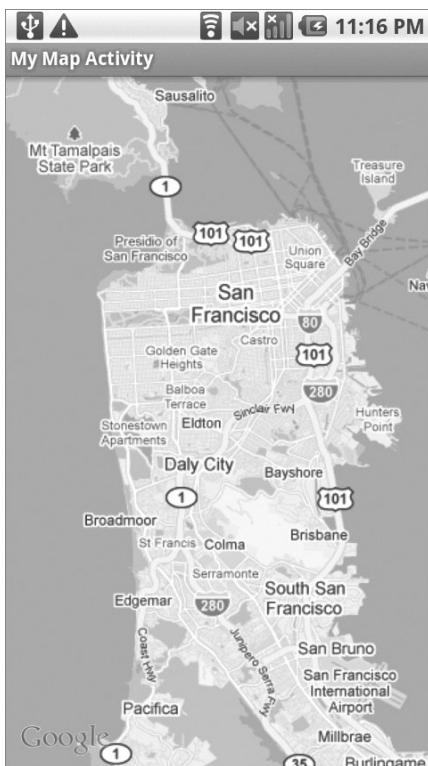 11:16 PM
My Map Activity
Sausalito
Mt Tamalpais
State Park
Treasure
Island
1
101
101
Presidio of
San Francisco
Union
Square
Bay Bridge
San
Francisco
80
Castro
101
Golden Gate
Heights
280
Balboa
Terrace
Sinclair Fwy
Eldton
Hunters
Point
Stonestown
Apartments
Daly City
Bayshore
1
101
Broadmoor
St Francis
Colma
Brisbane
Serramonte
Edgemar
280
South San
Francisco
Coast Hwy
Junipero Serra Fwy
San Bruno
San Francisco
International
Airport
Pacifica
Google
1
Millbrae
35
Burlingame